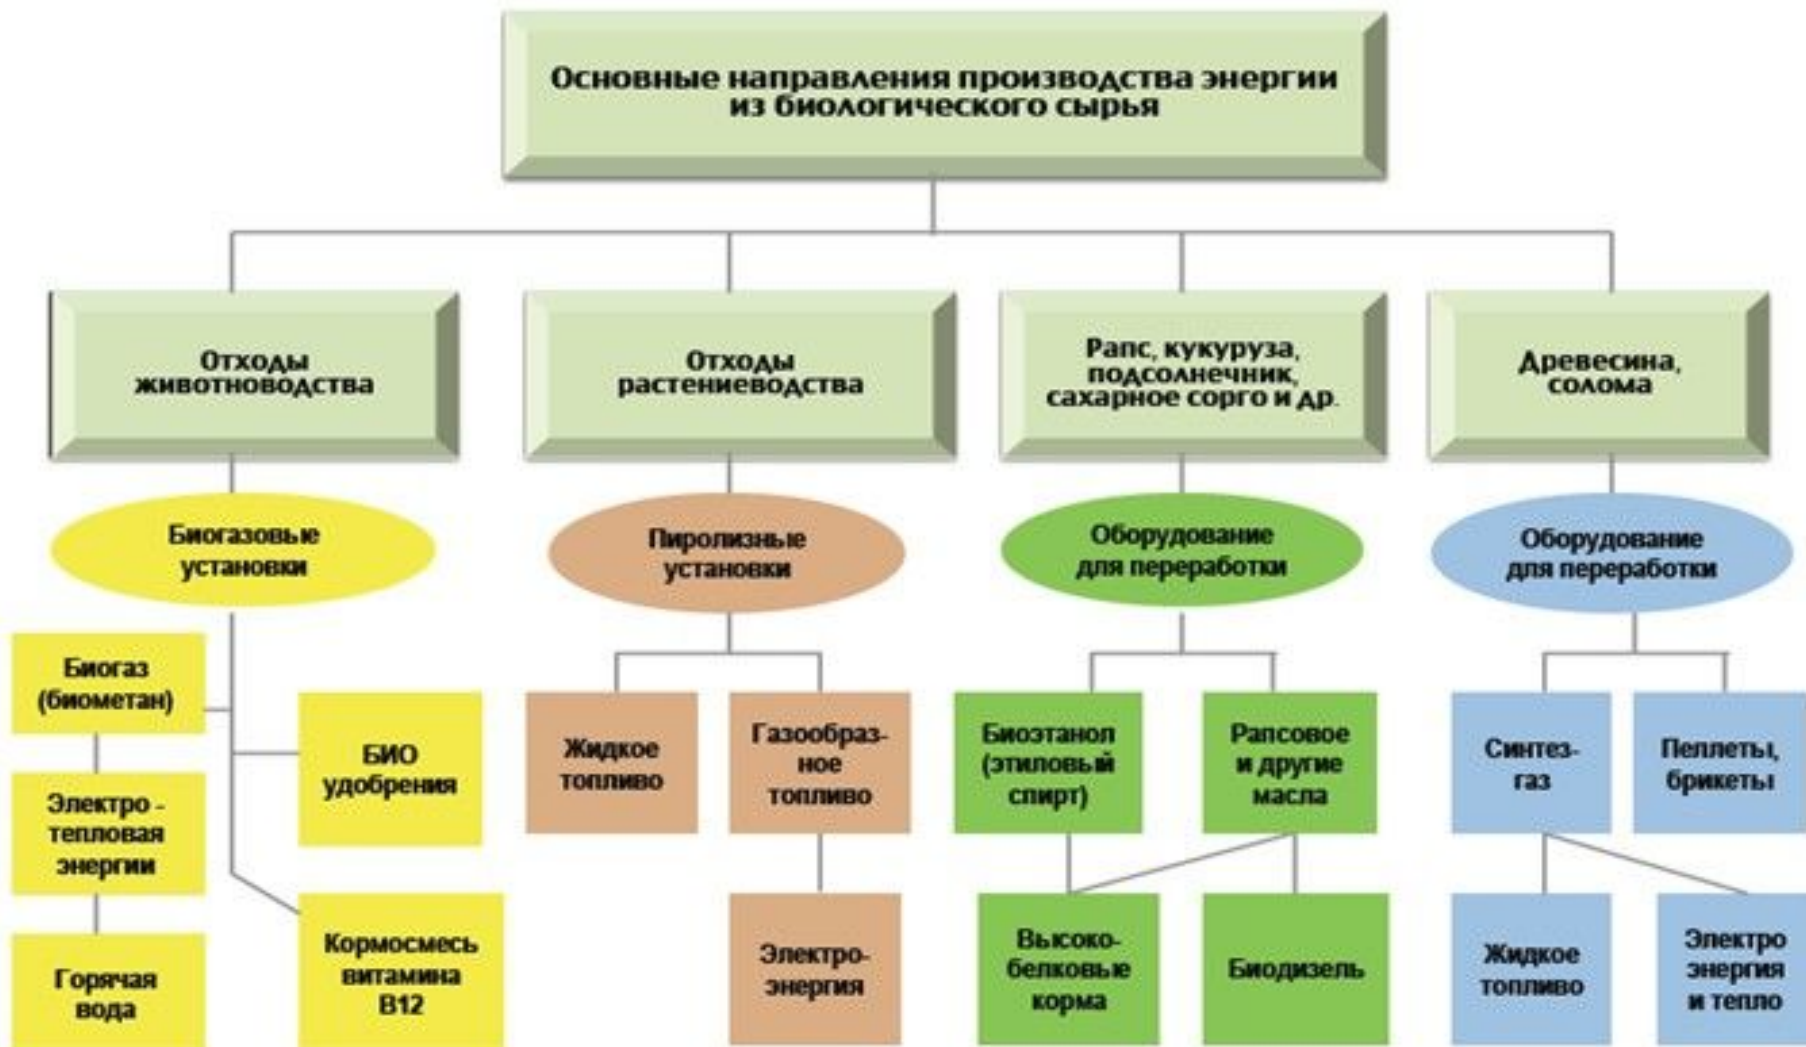 Основные направления производства энергии
из биологического сырья
Отходы
животноводства
Отходы
растениеводства
Рапс, кукуруза,
подсолнечник,
сахарное сорго и др.
Древесина,
солома
Биогазовые
установки
Пиролизные
установки
Оборудование
для переработки
Оборудование
для переработки
Биогаз
(биометан)
Электро -
тепловая
энергии
Горячая
вода
БИО
удобрения
Кормосмесь
витамина
В12
Жидкое
топливо
Газообраз-
ное
топливо
Электро-
энергия
Биоэтанол
(этиловый
спирт)
Рапсовое
и другие
масла
Высоко-
белковые
корма
Биодизель
Синтез-
газ
Пеллеты,
брикеты
Жидкое
топливо
Электро
энергия
и тепло